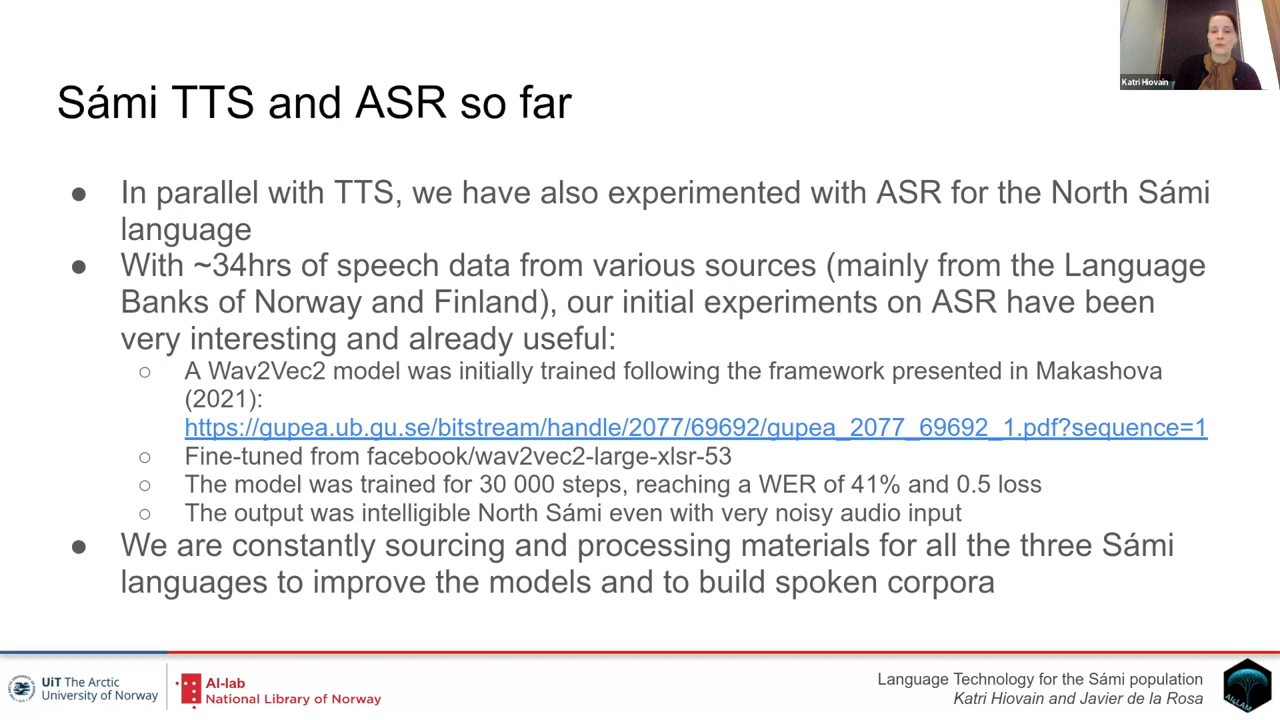 Katri Hiovain
Sámi TTS and ASR so far
● In parallel with TTS, we have also experimented with ASR for the North Sámi
language
● With ~34hrs of speech data from various sources (mainly from the Language
Banks of Norway and Finland), our initial experiments on ASR have been
very interesting and already useful:
○ A Wav2Vec2 model was initially trained following the framework presented in Makashova
(2021):
https://gupea.ub.gu.se/bitstream/handle/2077/69692/gupea_2077_69692_1.pdf?sequence=1
○ Fine-tuned from facebook/wav2vec2-large-xlsr-53
○ The model was trained for 30 000 steps, reaching a WER of 41% and 0.5 loss
○ The output was intelligible North Sámi even with very noisy audio input
● We are constantly sourcing and processing materials for all the three Sámi
languages to improve the models and to build spoken corpora
UiT The Arctic
University of Norway
AI-lab
National Library of Norway
Language Technology for the Sámi population
Katri Hiovain and Javier de la Rosa
AI4LAM